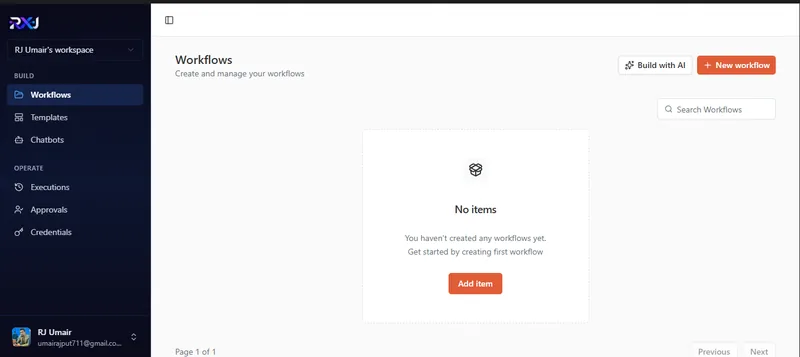 RXJ
RJ Umair's workspace
BUILD
Workflows
Templates
Chatbots
OPERATE
Executions
Approvals
Credentials
RJ Umair
umairajput711@gmail.co...
Workflows
Create and manage your workflows
Build with AI
+ New workflow
Search Workflows
No items
You haven't created any workflows yet.
Get started by creating first workflow
Add item
Page 1 of 1
Previous
Next